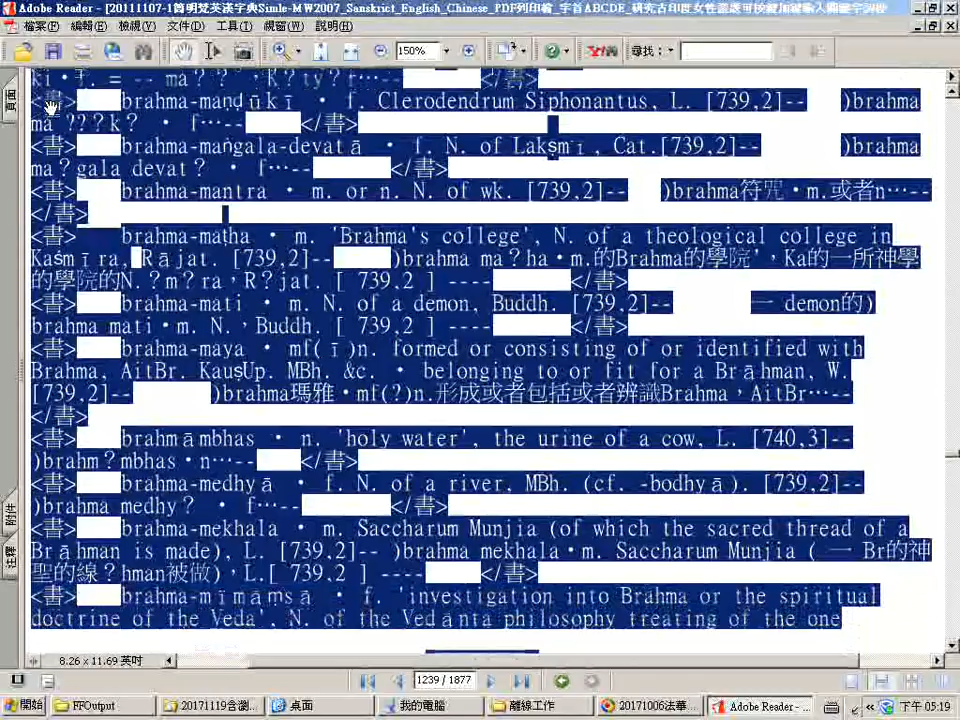 Adobe Reader - [20111107-1簡明梵英漢字典Simle-MW2007_Sanskrict_English_Chinese_PDF列印檔_字首ABCDE_研究古印度女性
檔案(F) 編輯(E) 檢視(V) 文件(D) 工具(T) 視窗(W) 說明(H)
150% 尋找：
ki・f. = -- ma？？ˇ，K？ty？f…-- </書>
<書> brahma-maṇḍūkī ・ f. Clerodendrum Siphonantus, L. [739,2]-- )brahma
ma ???k? ・ f…-- </書>
<書> brahma-maṅgala-devatā ・ f. N. of Lakṣmī, Cat.[739,2]-- )brahma
ma？gala devat？ ・ f…-- </書>
<書> brahma-mantra ・ m. or n. N. of wk. [739,2]-- )brahma符咒・m.或者n…--
</書>
<書> brahma-maṭha ・ m. 'Brahma's college', N. of a theological college in
Kaśmīra, Rājat. [739,2]-- )brahma ma？ha・m.的Brahma的學院'，Ka的一所神學
的學院的N.？m？ra，R？jat. [ 739,2 ] ---- </書>
<書> brahma-mati ・ m. N. of a demon, Buddh. [739,2]-- 一 demon的)
brahma mati・m. N.，Buddh. [ 739,2 ] ---- </書>
<書> brahma-maya ・ mf(ī)n. formed or consisting of or identified with
Brahma, AitBr. KauṣUp. MBh. &c. ・ belonging to or fit for a Brāhman, W.
[739,2]-- )brahma瑪雅・mf(?)n.形成或者包括或者辨識Brahma，AitBr…--
</書>
<書> brahmāmbhas ・ n. 'holy water', the urine of a cow, L. [740,3]--
)brahm？mbhas・n…-- </書>
<書> brahma-medhyā ・ f. N. of a river, MBh. (cf. -bodhyā). [739,2]--
)brahma medhy? ・ f…-- </書>
<書> brahma-mekhala ・ m. Saccharum Munjia (of which the sacred thread of a
Brāhman is made), L. [739,2]-- )brahma mekhala・m. Saccharum Munjia ( 一 Br的神
聖的線？hman被做)，L.[ 739,2 ] ---- </書>
<書> brahma-mīmāṃsā ・ f. 'investigation into Brahma or the spiritual
doctrine of the Veda', N. of the Vedānta philosophy treating of the one
頁面
附件
注釋
8.26 x 11.69 英吋
1239 / 1877
開始 FFOutput 20171119含瀏... 桌面 我的電腦 離線工作 20171006法華... Adobe Reader -... 下午 05:19